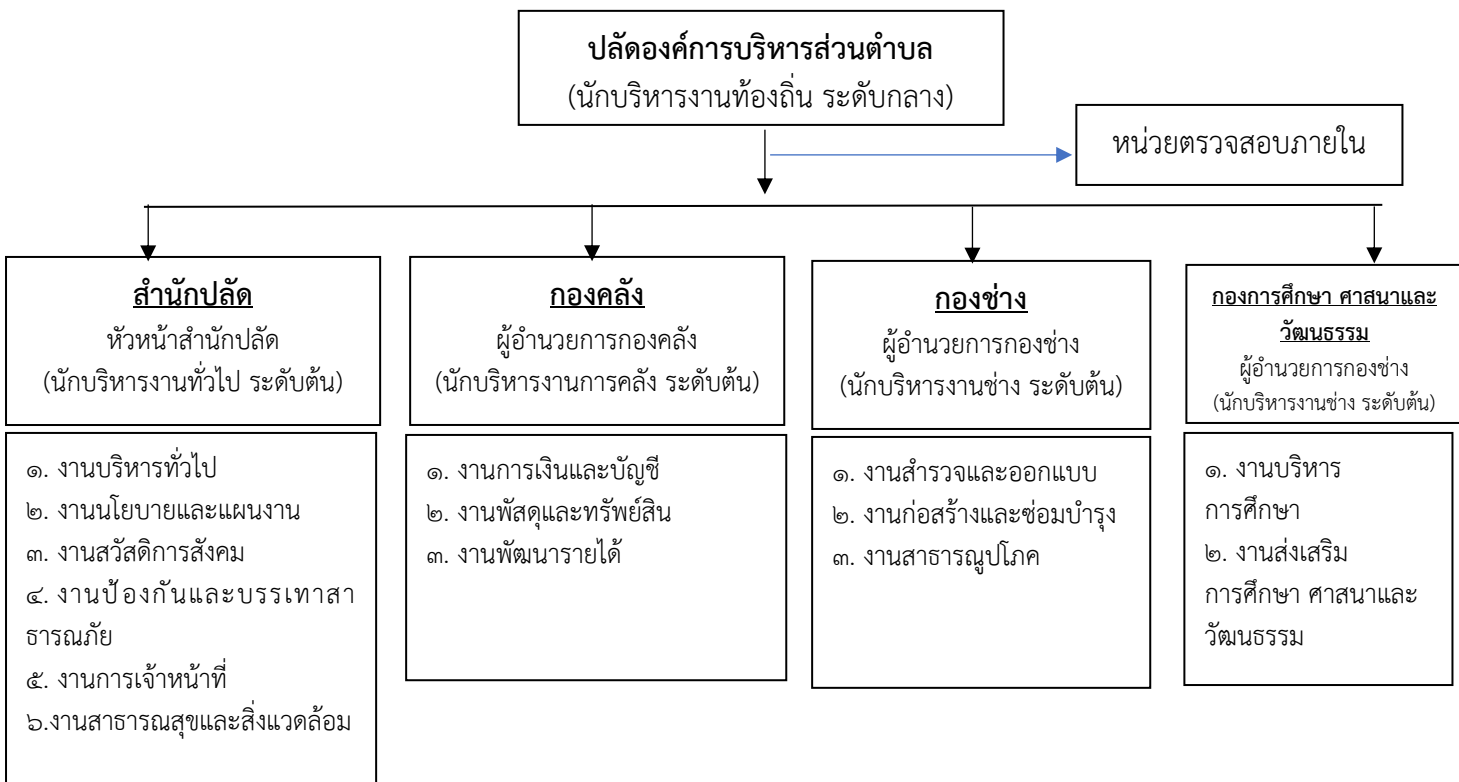 ปลัดองค์การบริหารส่วนตำบล
(นักบริหารงานท้องถิ่น ระดับกลาง)
หน่วยตรวจสอบภายใน
สำนักปลัด
หัวหน้าสำนักปลัด
(นักบริหารงานทั่วไป ระดับต้น)
๑. งานบริหารทั่วไป
๒. งานนโยบายและแผนงาน
๓. งานสวัสดิการสังคม
๔. งานป้องกันและบรรเทาสา
ธารณภัย
๕. งานการเจ้าหน้าที่
๖.งานสาธารณสุขและสิ่งแวดล้อม
กองคลัง
ผู้อำนวยการกองคลัง
(นักบริหารงานการคลัง ระดับต้น)
๑. งานการเงินและบัญชี
๒. งานพัสดุและทรัพย์สิน
๓. งานพัฒนารายได้
กองช่าง
ผู้อำนวยการกองช่าง
(นักบริหารงานช่าง ระดับต้น)
๑. งานสำรวจและออกแบบ
๒. งานก่อสร้างและซ่อมบำรุง
๓. งานสาธารณูปโภค
กองการศึกษา ศาสนาและ
วัฒนธรรม
ผู้อำนวยการกองช่าง
(นักบริหารงานช่าง ระดับต้น)
๑. งานบริหาร
การศึกษา
๒. งานส่งเสริม
การศึกษา ศาสนาและ
วัฒนธรรม